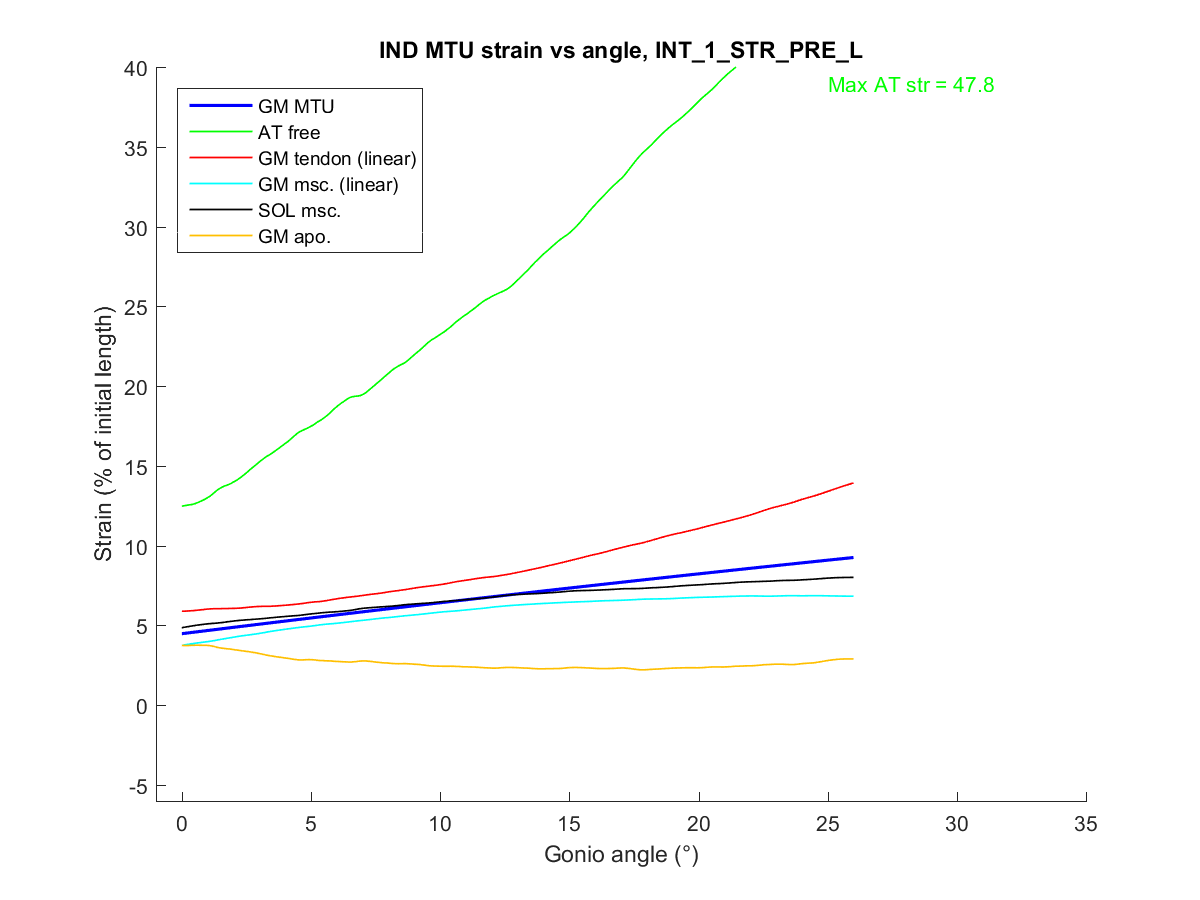 IND MTU strain vs angle, INT_1_STR_PRE_L
Max AT str = 47.8
GM MTU
AT free
GM tendon (linear)
GM msc. (linear)
SOL msc.
GM apo.
Strain (% of initial length)
40
35
30
25
20
15
10
5
0
-5
0 5 10 15 20 25 30 35
Gonio angle (°)